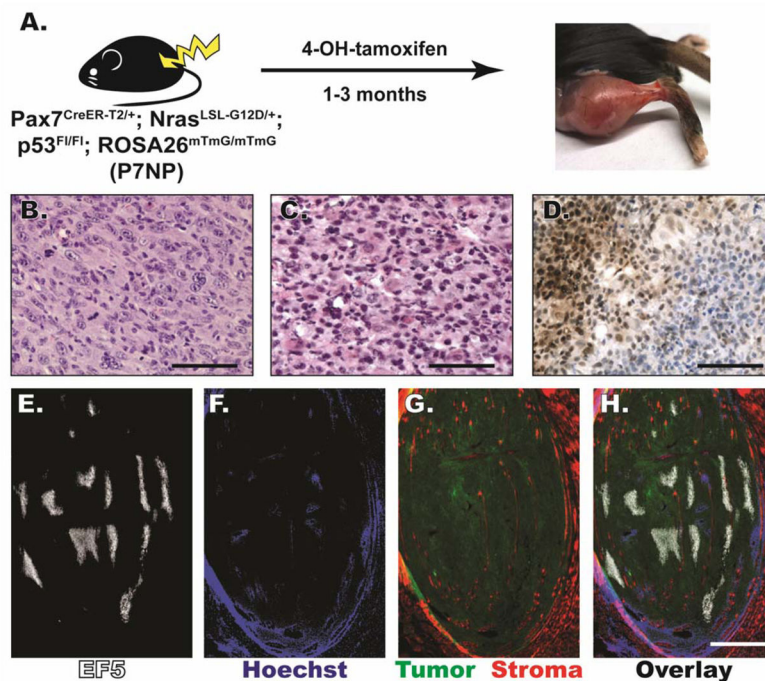 A.
4-OH-tamoxifen
1-3 months
Pax7CreER-T2/+; NrasLSL-G12D/+;
p53Fl/Fl; ROSA26mTmG/mTmG
(P7NP)
B. C. D.
E. F. G. H.
EF5 Hoechst Tumor Stroma Overlay